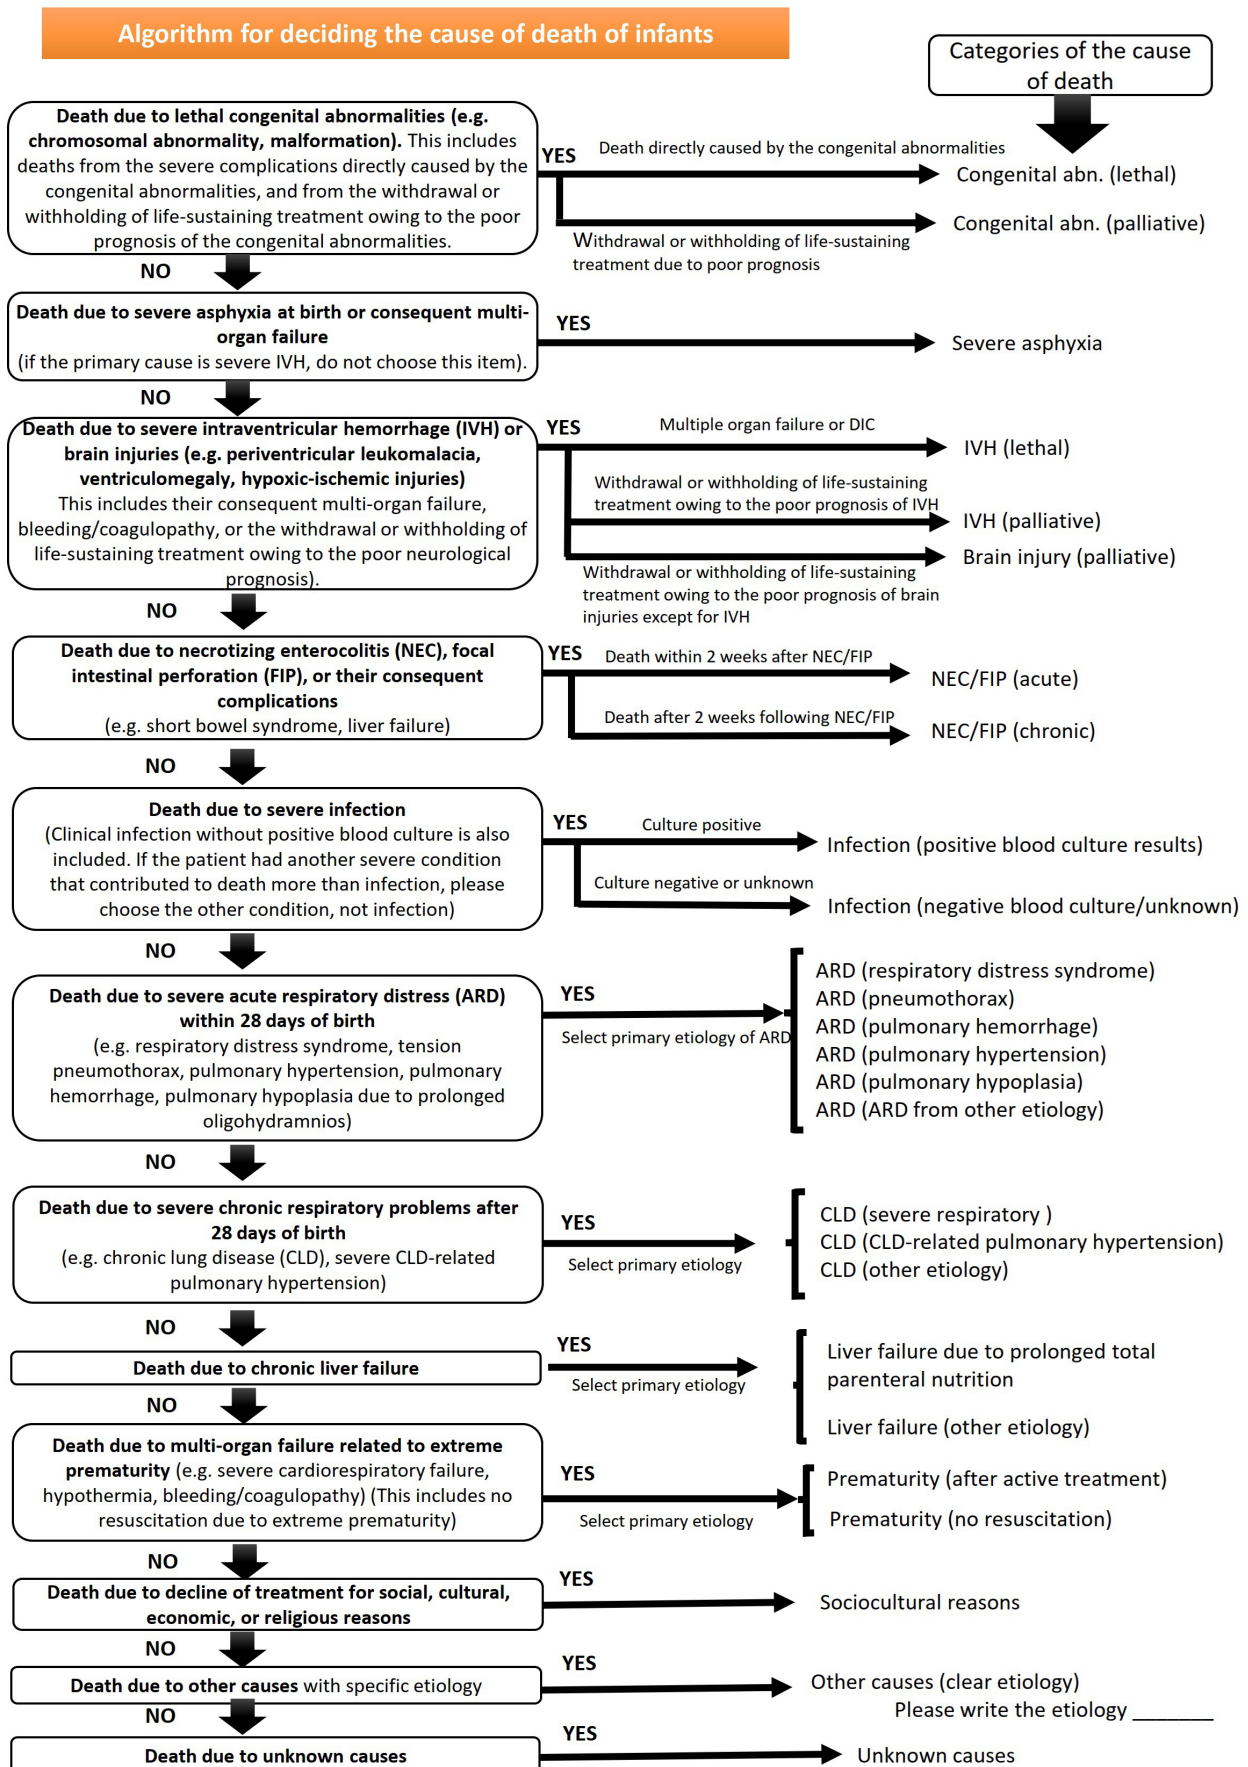 Algorithm for deciding the cause of death of infants
Categories of the cause
of death
Death due to lethal congenital abnormalities (e.g.
chromosomal abnormality, malformation). This includes
deaths from the severe complications directly caused by the
congenital abnormalities, and from the withdrawal or
withholding of life-sustaining treatment owing to the poor
prognosis of the congenital abnormalities.
YES
Death directly caused by the congenital abnormalities
Congenital abn. (lethal)
Congenital abn. (palliative)
Withdrawal or withholding of life-sustaining
treatment due to poor prognosis
NO
Death due to severe asphyxia at birth or consequent multi-
organ failure
(if the primary cause is severe IVH, do not choose this item).
YES
Severe asphyxia
NO
Death due to severe intraventricular hemorrhage (IVH) or
brain injuries (e.g. periventricular leukomalacia,
ventriculomegaly, hypoxic-ischemic injuries)
This includes their consequent multi-organ failure,
bleeding/coagulopathy, or the withdrawal or withholding of
life-sustaining treatment owing to the poor neurological
prognosis).
YES
Multiple organ failure or DIC
IVH (lethal)
Withdrawal or withholding of life-sustaining
treatment owing to the poor prognosis of IVH
IVH (palliative)
Brain injury (palliative)
Withdrawal or withholding of life-sustaining
treatment owing to the poor prognosis of brain
injuries except for IVH
NO
Death due to necrotizing enterocolitis (NEC), focal
intestinal perforation (FIP), or their consequent
complications
(e.g. short bowel syndrome, liver failure)
YES
Death within 2 weeks after NEC/FIP
NEC/FIP (acute)
Death after 2 weeks following NEC/FIP
NEC/FIP (chronic)
NO
Death due to severe infection
(Clinical infection without positive blood culture is also
included. If the patient had another severe condition
that contributed to death more than infection, please
choose the other condition, not infection)
YES
Culture positive
Infection (positive blood culture results)
Culture negative or unknown
Infection (negative blood culture/unknown)
NO
Death due to severe acute respiratory distress (ARD)
within 28 days of birth
(e.g. respiratory distress syndrome, tension
pneumothorax, pulmonary hypertension, pulmonary
hemorrhage, pulmonary hypoplasia due to prolonged
oligohydramnios)
YES
Select primary etiology of ARD
ARD (respiratory distress syndrome)
ARD (pneumothorax)
ARD (pulmonary hemorrhage)
ARD (pulmonary hypertension)
ARD (pulmonary hypoplasia)
ARD (ARD from other etiology)
NO
Death due to severe chronic respiratory problems after
28 days of birth
(e.g. chronic lung disease (CLD), severe CLD-related
pulmonary hypertension)
YES
Select primary etiology
CLD (severe respiratory )
CLD (CLD-related pulmonary hypertension)
CLD (other etiology)
NO
Death due to chronic liver failure
YES
Select primary etiology
Liver failure due to prolonged total
parenteral nutrition
Liver failure (other etiology)
NO
Death due to multi-organ failure related to extreme
prematurity (e.g. severe cardiorespiratory failure,
hypothermia, bleeding/coagulopathy) (This includes no
resuscitation due to extreme prematurity)
YES
Select primary etiology
Prematurity (after active treatment)
Prematurity (no resuscitation)
NO
Death due to decline of treatment for social, cultural,
economic, or religious reasons
YES
Sociocultural reasons
NO
Death due to other causes with specific etiology
YES
Other causes (clear etiology)
Please write the etiology _______
NO
Death due to unknown causes
YES
Unknown causes